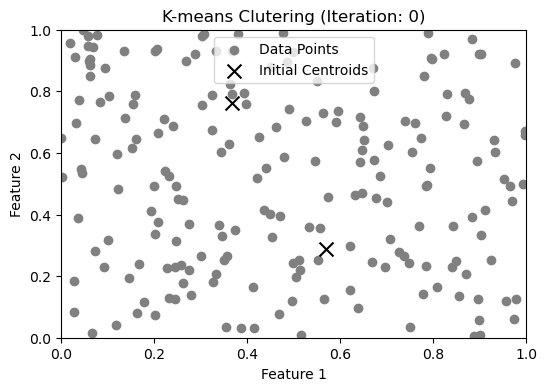 K-means Clutering (Iteration: 0)
Data Points
Initial Centroids
Feature 2
1.0
0.8
0.6
0.4
0.2
0.0
0.0 0.2 0.4 0.6 0.8 1.0
Feature 1